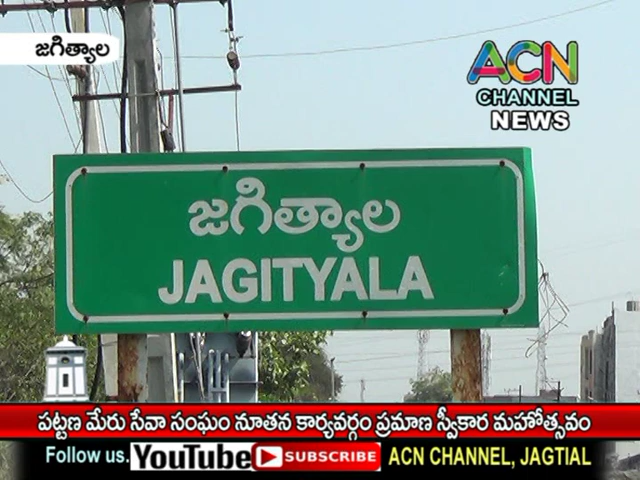 జగిత్యాల
ACN
CHANNEL
NEWS
జగిత్యాల
JAGITYALA
పట్టణ మేరు సేవా సంఘం నూతన కార్యవర్గం ప్రమాణ స్వీకార మహోత్సవం
Follow us. YouTube SUBSCRIBE ACN CHANNEL, JAGTIAL